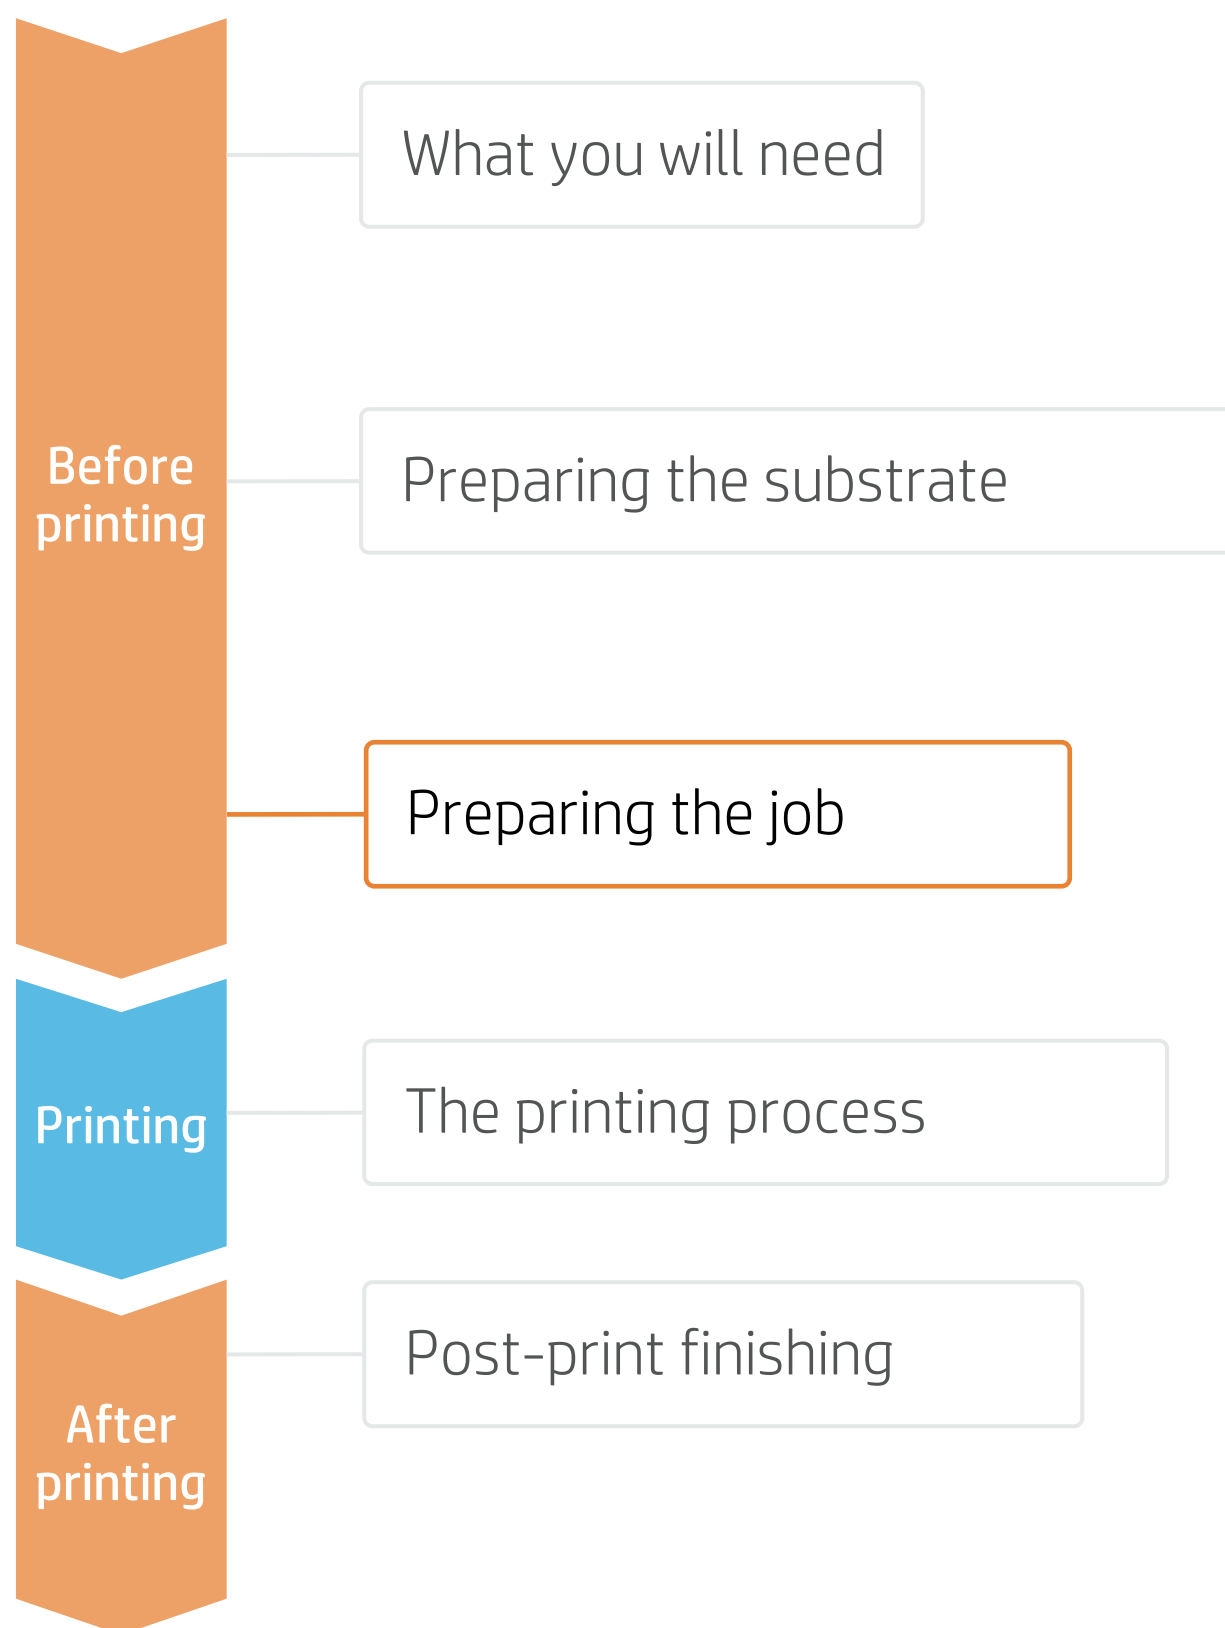 What you will need
Preparing the substrate
Before
printing
Preparing the job
The printing process
Printing
Post-print finishing
After
printing